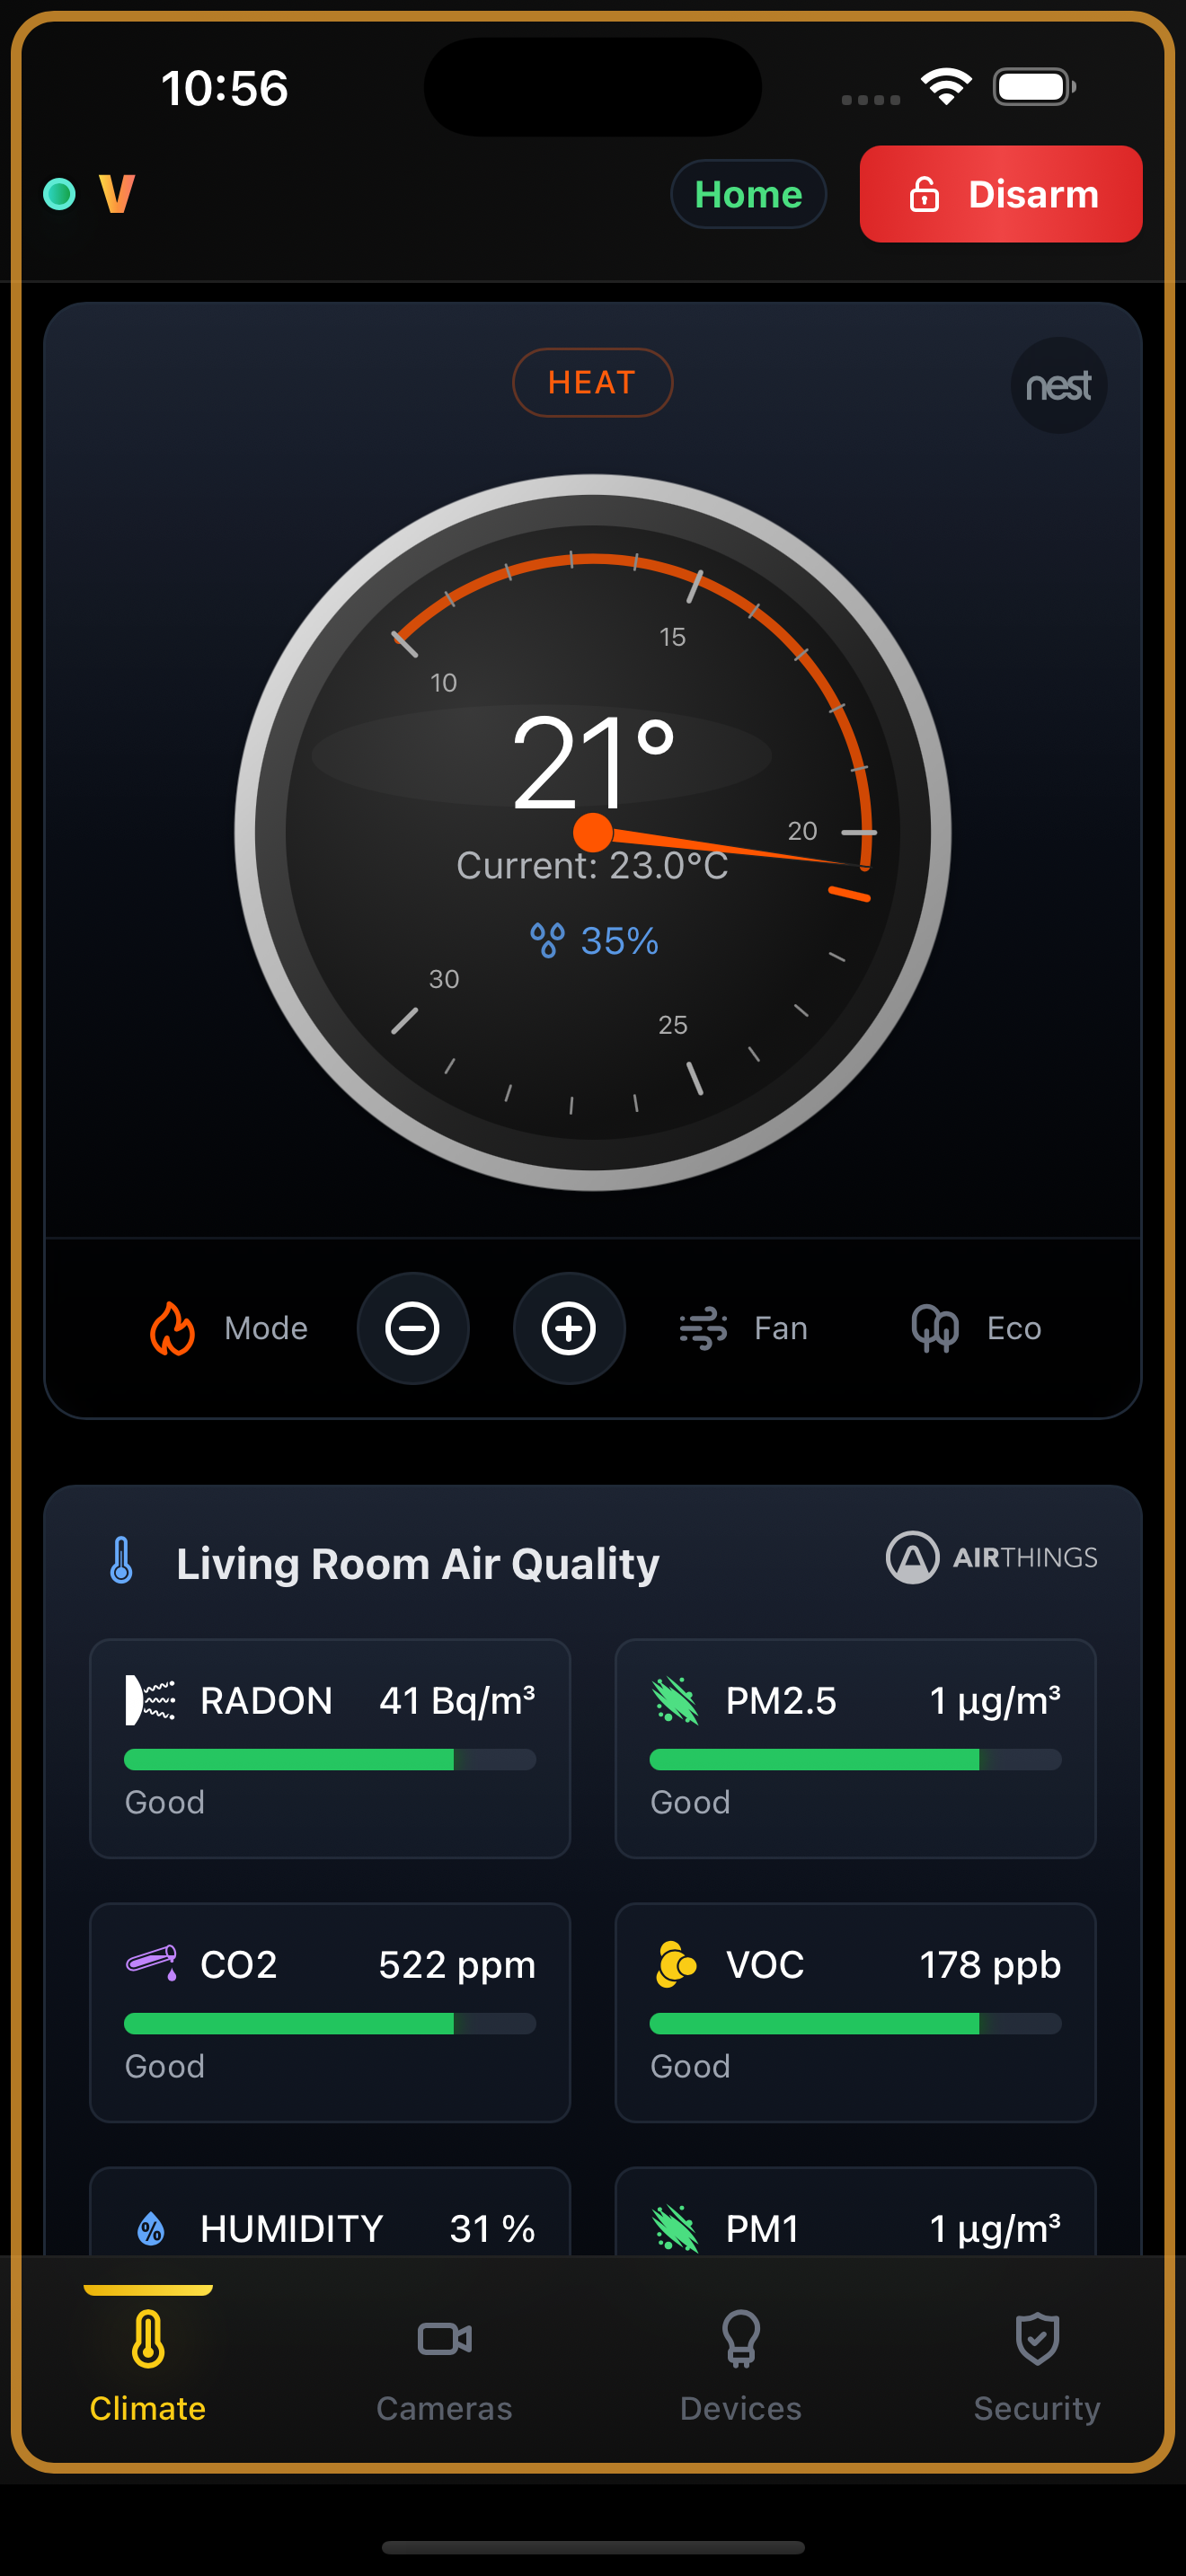 10:56
V
Home
Disarm
HEAT
nest
15
10
21°
20
Current: 23.0°C
35%
30
25
Mode
Fan
Eco
Living Room Air Quality
AIRTHINGS
RADON 41 Bq/m³
Good
PM2.5 1 µg/m³
Good
CO2 522 ppm
Good
VOC 178 ppb
Good
HUMIDITY 31 %
PM1 1 µg/m³
Climate
Cameras
Devices
Security